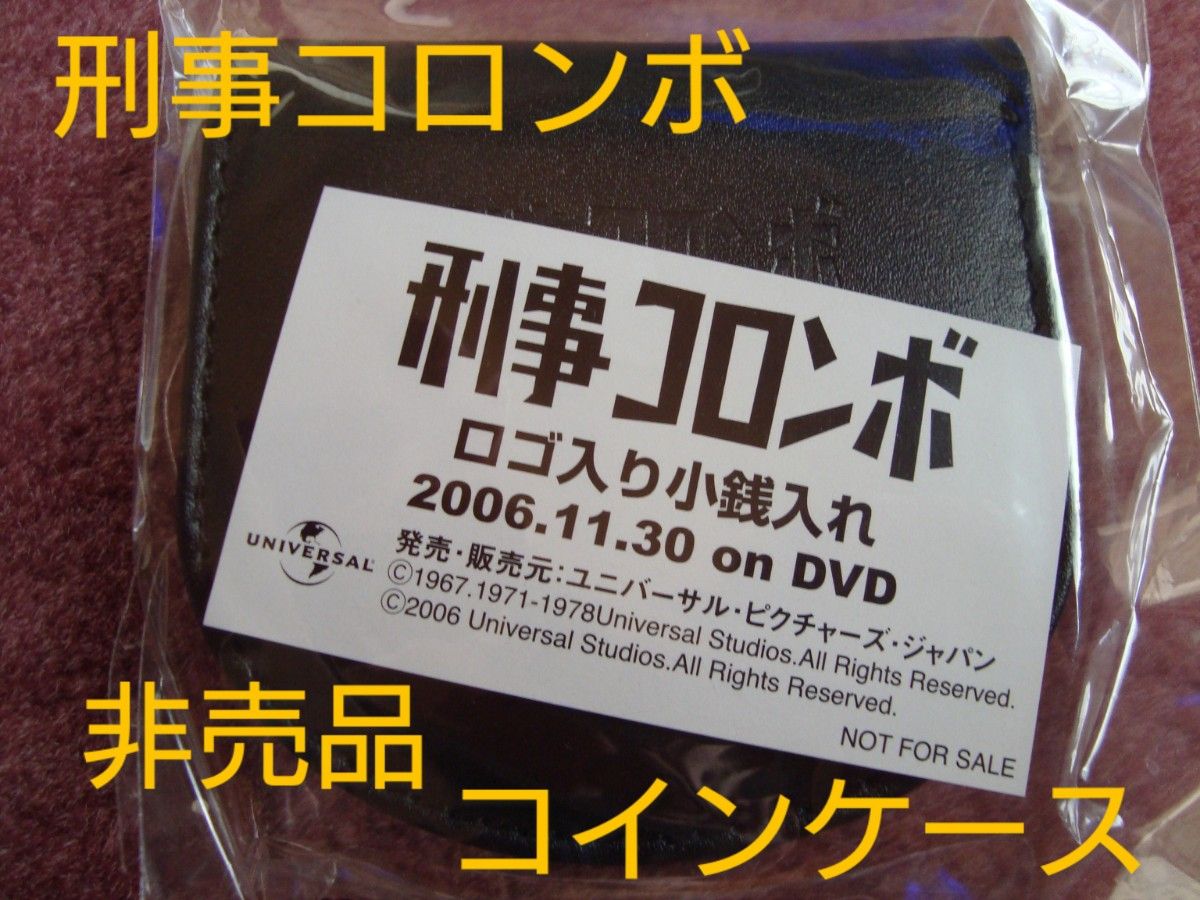 刑事コロンボ
刑事コロンボ
ロゴ入り小銭入れ
2006.11.30 on DVD
UNIVERSAL
発売・販売元：ユニバーサル・ピクチャーズ・ジャパン
©1967.1971-1978Universal Studios.All Rights Reserved.
©2006 Universal Studios.All Rights Reserved.
NOT FOR SALE
非売品
コインケース